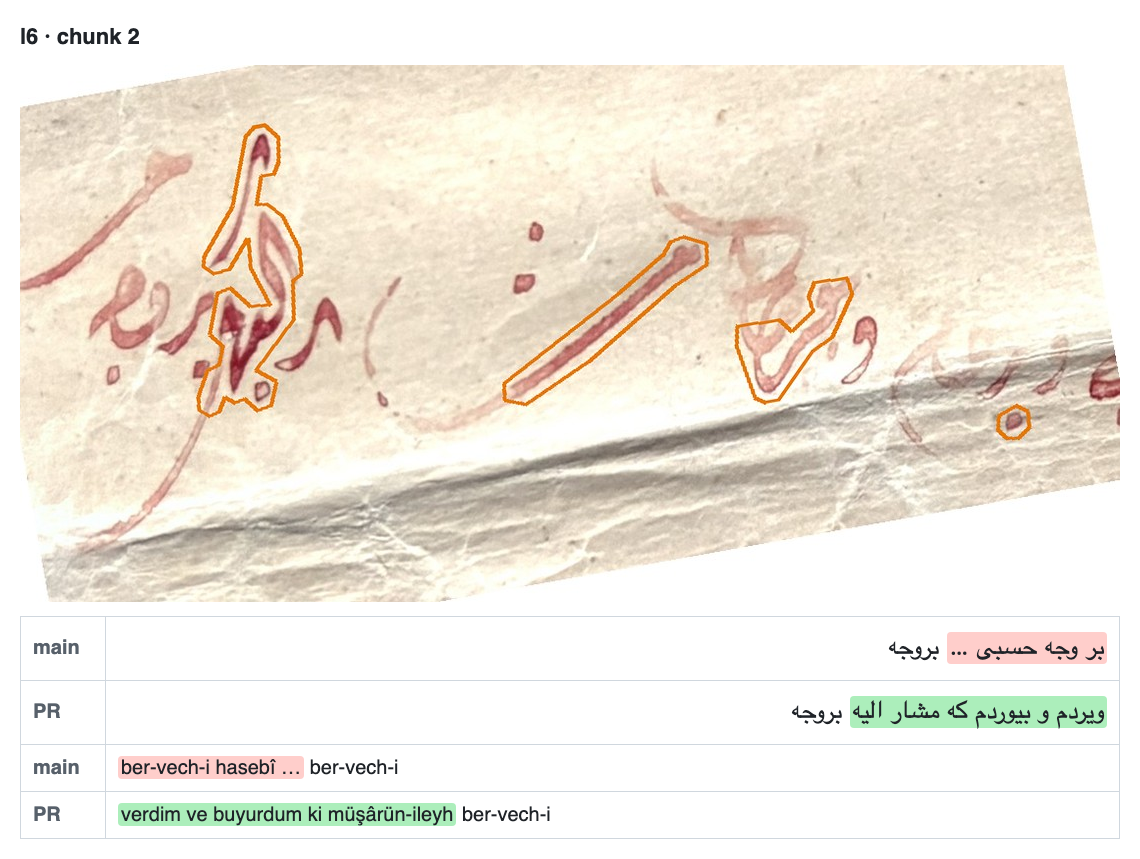 l6 · chunk 2
main بر وجه حسبی ... بروجه
PR ویردم و بیوردم که مشار الیه بروجه
main ber-vech-i hasebî … ber-vech-i
PR verdim ve buyurdum ki müşârün-ileyh ber-vech-i